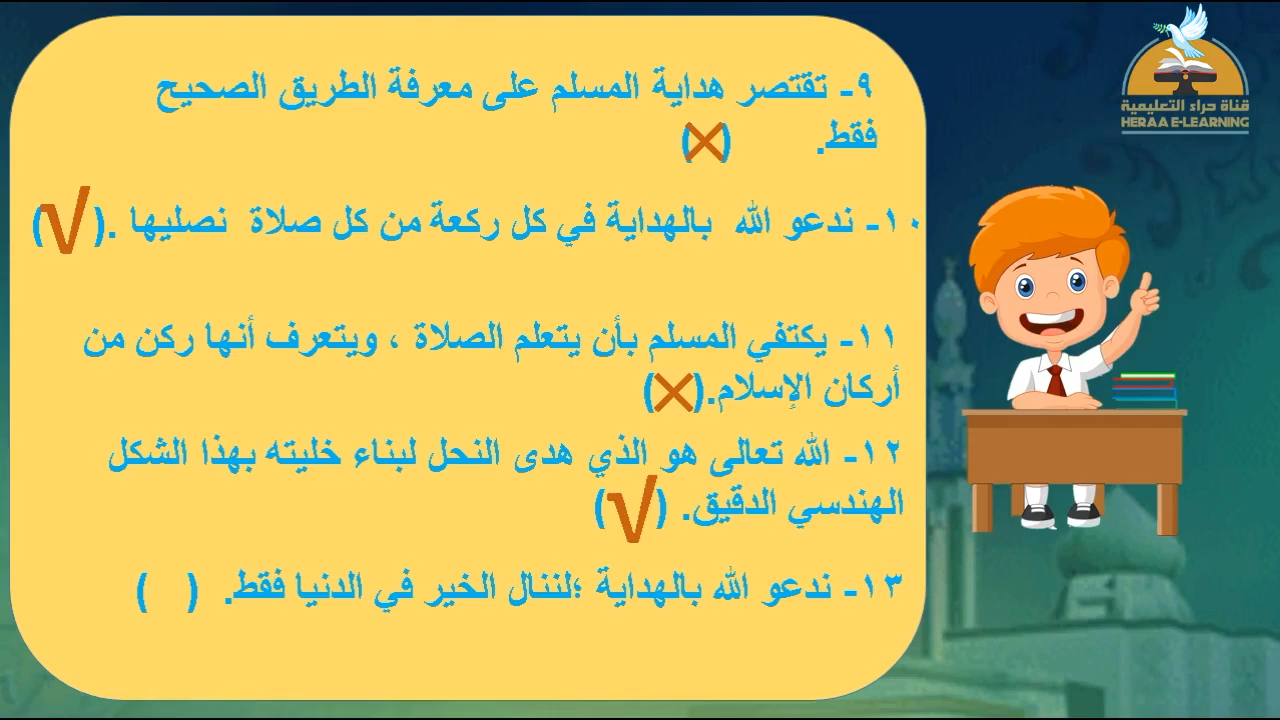 ٩- تقتصر هداية المسلم على معرفة الطريق الصحيح
فقط. (×)
١٠- ندعو الله بالهداية في كل ركعة من كل صلاة نصليها .(√)
١١- يكتفي المسلم بأن يتعلم الصلاة ، ويتعرف أنها ركن من
أركان الإسلام.(×)
١٢- الله تعالى هو الذي هدى النحل لبناء خليته بهذا الشكل
الهندسي الدقيق. (√)
١٣- ندعو الله بالهداية ؛لننال الخير في الدنيا فقط. ( )
قناة حراء التعليمية
HERAA E-LEARNING